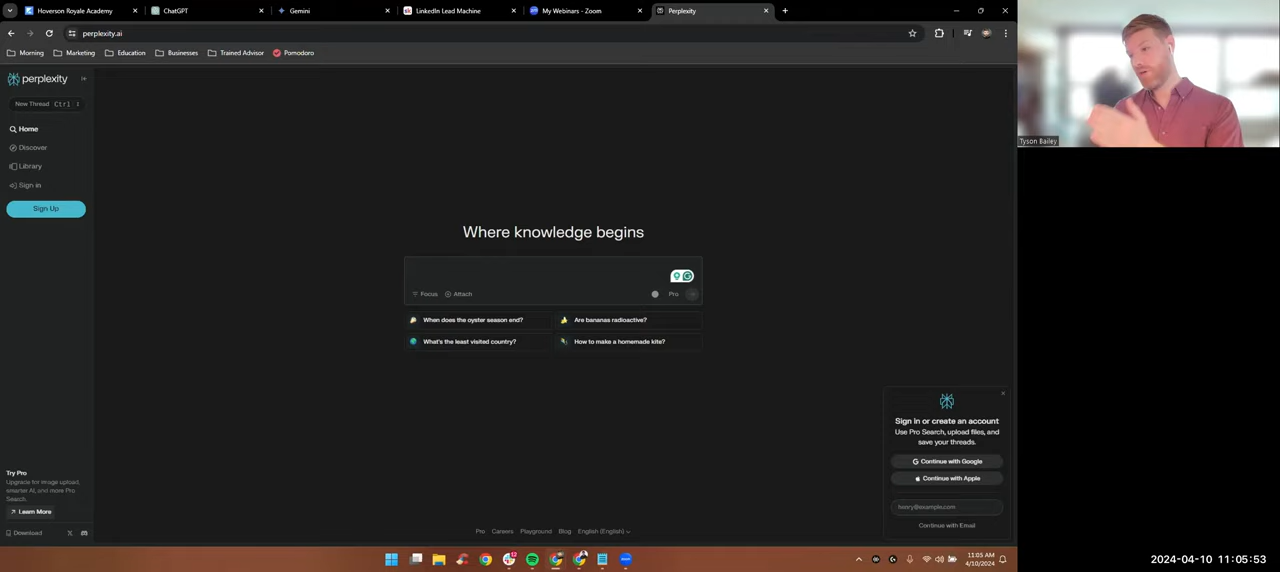 Hoverson Royale Academy
ChatGPT
Gemini
LinkedIn Lead Machine
My Webinars - Zoom
Perplexity
perplexity.ai
Morning
Marketing
Education
Businesses
Trained Advisor
Pomodoro
perplexity
New Thread Ctrl I
Home
Discover
Library
Sign in
Sign Up
Where knowledge begins
Focus
Attach
Pro
When does the oyster season end?
Are bananas radioactive?
What's the least visited country?
How to make a homemade kite?
Sign in or create an account
Use Pro Search, upload files, and
save your threads.
Continue with Google
Continue with Apple
henry@example.com
Continue with Email
Try Pro
Upgrade for image upload,
smarter AI, and more Pro
Search.
Learn More
Download
Pro
Careers
Playground
Blog
English (English)
11:05 AM
4/10/2024
Tyson Bailey
2024-04-10 11:05:53